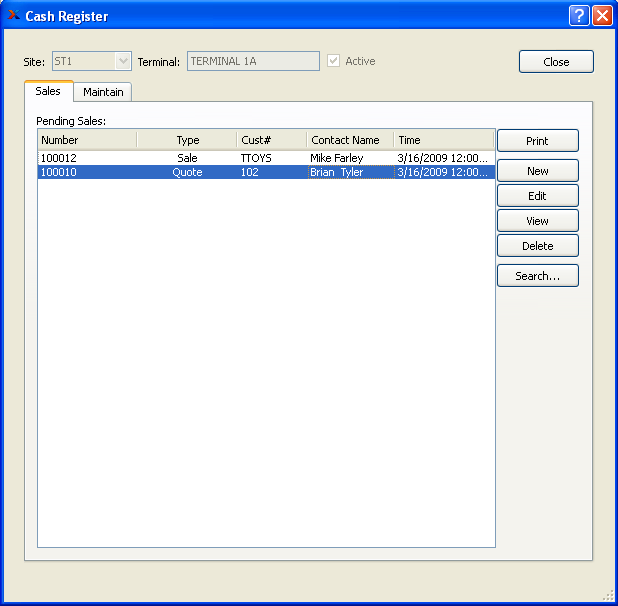 Cash Register
Site: ST1 Terminal: TERMINAL 1A Active Close
Sales Maintain
Pending Sales:
Number Type Cust# Contact Name Time Print
100012 Sale TTOYS Mike Farley 3/16/2009 12:00...
100010 Quote 102 Brian Tyler 3/16/2009 12:00... New
Edit
View
Delete
Search...